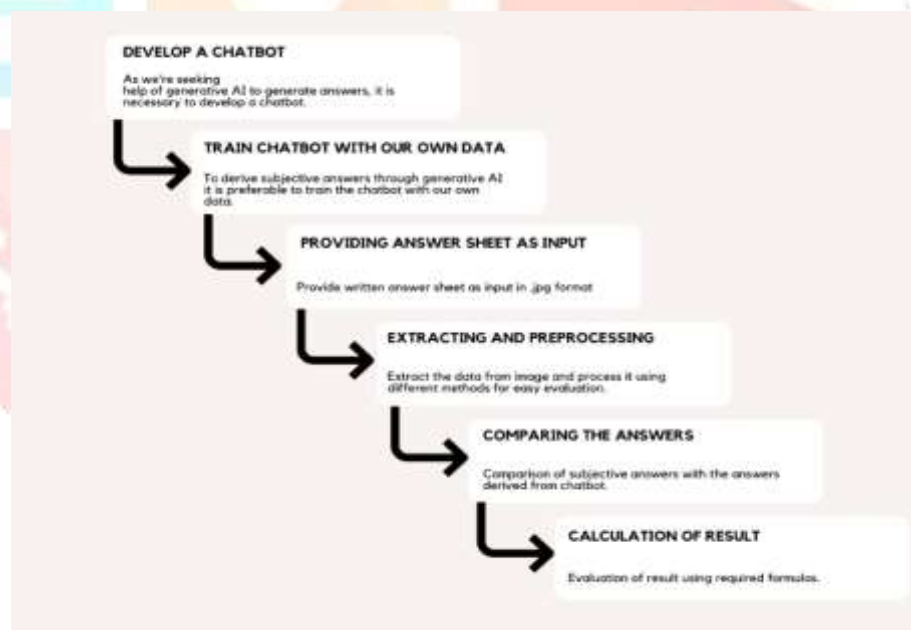 DEVELOP A CHATBOT
As we're seeking
help of generative AI to generate answers, it is
necessary to develop a chatbot.
TRAIN CHATBOT WITH OUR OWN DATA
To derive subjective answers through generative AI
it is preferable to train the chatbot with our own
data.
PROVIDING ANSWER SHEET AS INPUT
Provide written answer sheet as input in .jpg format
EXTRACTING AND PREPROCESSING
Extract the data from image and process it using
different methods for easy evaluation.
COMPARING THE ANSWERS
Comparison of subjective answers with the answers
derived from chatbot.
CALCULATION OF RESULT
Evaluation of result using required formulas.